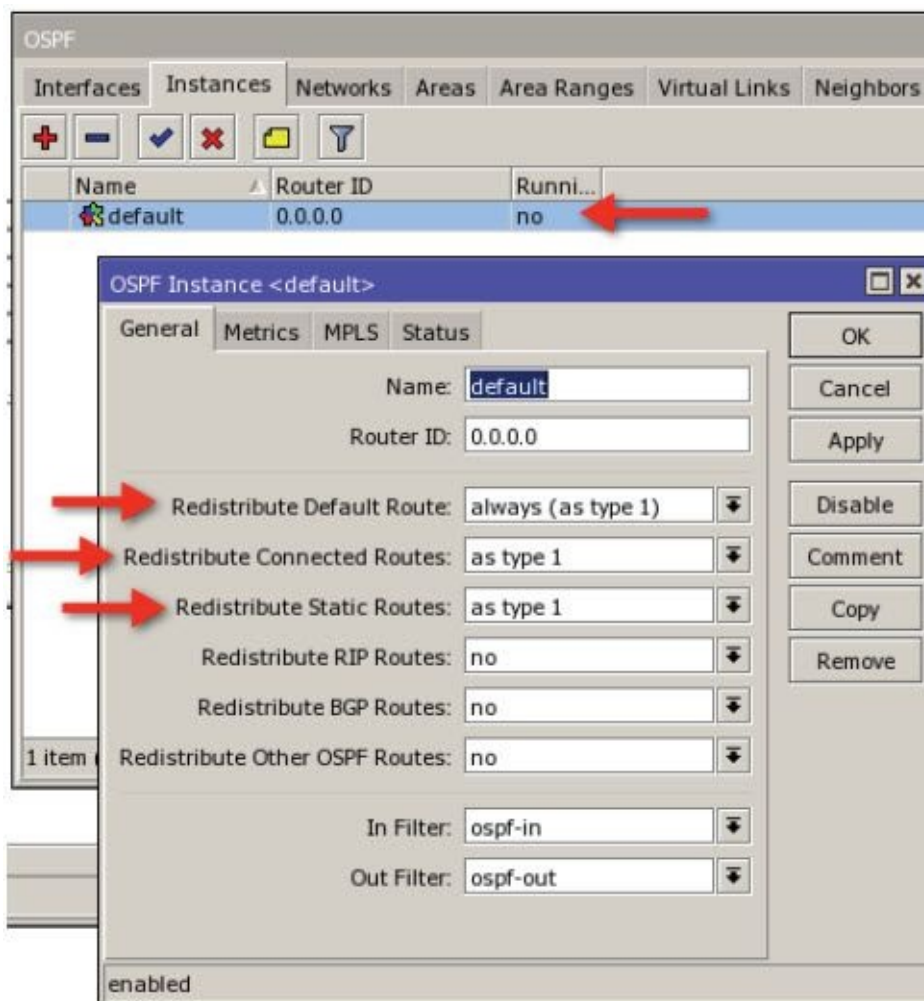 OSPF
Interfaces Instances Networks Areas Area Ranges Virtual Links Neighbors
Name Router ID Runni...
default 0.0.0.0 no
OSPF Instance <default>
General Metrics MPLS Status
OK
Name: default
Cancel
Router ID: 0.0.0.0
Apply
Redistribute Default Route: always (as type 1)
Disable
Redistribute Connected Routes: as type 1
Comment
Redistribute Static Routes: as type 1
Copy
Redistribute RIP Routes: no
Remove
Redistribute BGP Routes: no
1 item
Redistribute Other OSPF Routes: no
In Filter: ospf-in
Out Filter: ospf-out
enabled